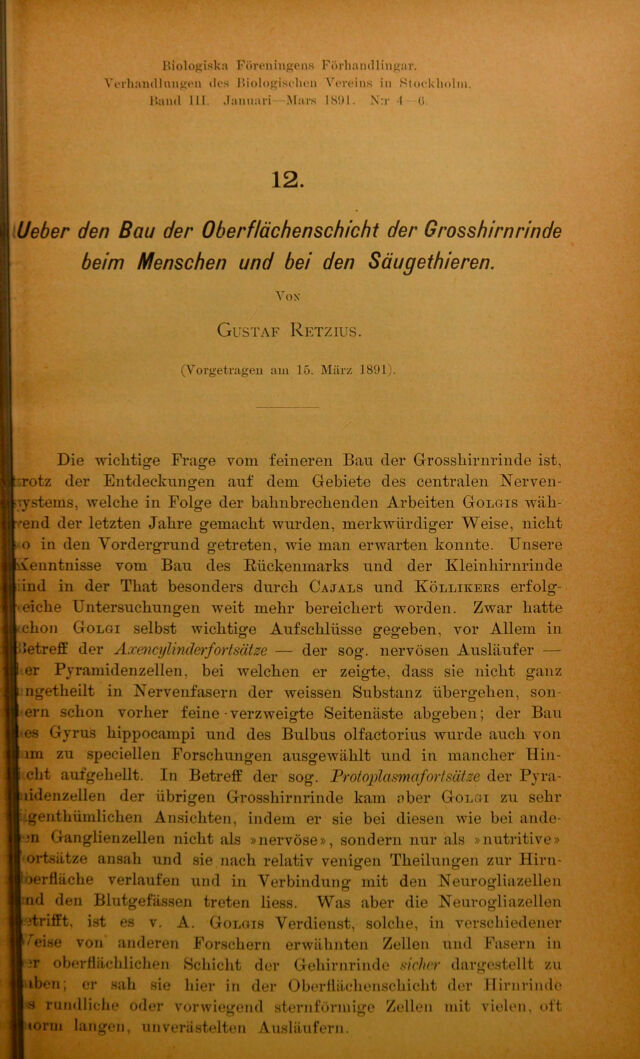 Biologiska Föreningens Förhandlingar.
Verhandlungen des Biologischen Vereins in Stockholm.
Band III. Januari—Mars 1891. N:r 4—6.
12.
Ueber den Bau der Oberflächenschicht der Grosshirnrinde
beim Menschen und bei den Säugethieren.
Von
Gustaf Retzius.
(Vorgetragen am 15. März 1891).
Die wichtige Frage vom feineren Bau der Grosshirnrinde ist,
rotz der Entdeckungen auf dem Gebiete des centralen Nerven-
ystems, welche in Folge der bahnbrechenden Arbeiten Golgis wäh-
end der letzten Jahre gemacht wurden, merkwürdiger Weise, nicht
o in den Vordergrund getreten, wie man erwarten konnte. Unsere
enntnisse vom Bau des Rückenmarks und der Kleinhirnrinde
ind in der That besonders durch Cajals und Köllikers erfolg-
eiche Untersuchungen weit mehr bereichert worden. Zwar hatte
chon Golgi selbst wichtige Aufschlüsse gegeben, vor Allem in
etreff der Axencylinderfortsätze — der sog. nervösen Ausläufer —
er Pyramidenzellen, bei welchen er zeigte, dass sie nicht ganz
ngetheilt in Nervenfasern der weissen Substanz übergehen, son-
ern schon vorher feine verzweigte Seitenäste abgeben; der Bau
es Gyrus hippocampi und des Bulbus olfactorius wurde auch von
m zu speciellen Forschungen ausgewählt und in mancher Hin-
cht aufgehellt. In Betreff der sog. Protoplasmafortsätze der Pyra-
idenzellen der übrigen Grosshirnrinde kam aber Golgi zu sehr
genthümlichen Ansichten, indem er sie bei diesen wie bei ande-
en Ganglienzellen nicht als »nervöse», sondern nur als »nutritive»
ortsätze ansah und sie nach relativ venigen Theilungen zur Hirn-
berfläche verlaufen und in Verbindung mit den Neurogliazellen
nd den Blutgefässen treten liess. Was aber die Neurogliazellen
trifft, ist es v. A. Golgis Verdienst, solche, in verschiedener
eise von anderen Forschern erwähnten Zellen und Fasern in
er oberflächlichen Schicht der Gehirnrinde sicher dargestellt zu
aben; er sah sie hier in der Oberflächenschicht der Hirnrinde
s rundliche oder vorwiegend sternförmige Zellen mit vielen, oft
norm langen, unverästelten Ausläufern.